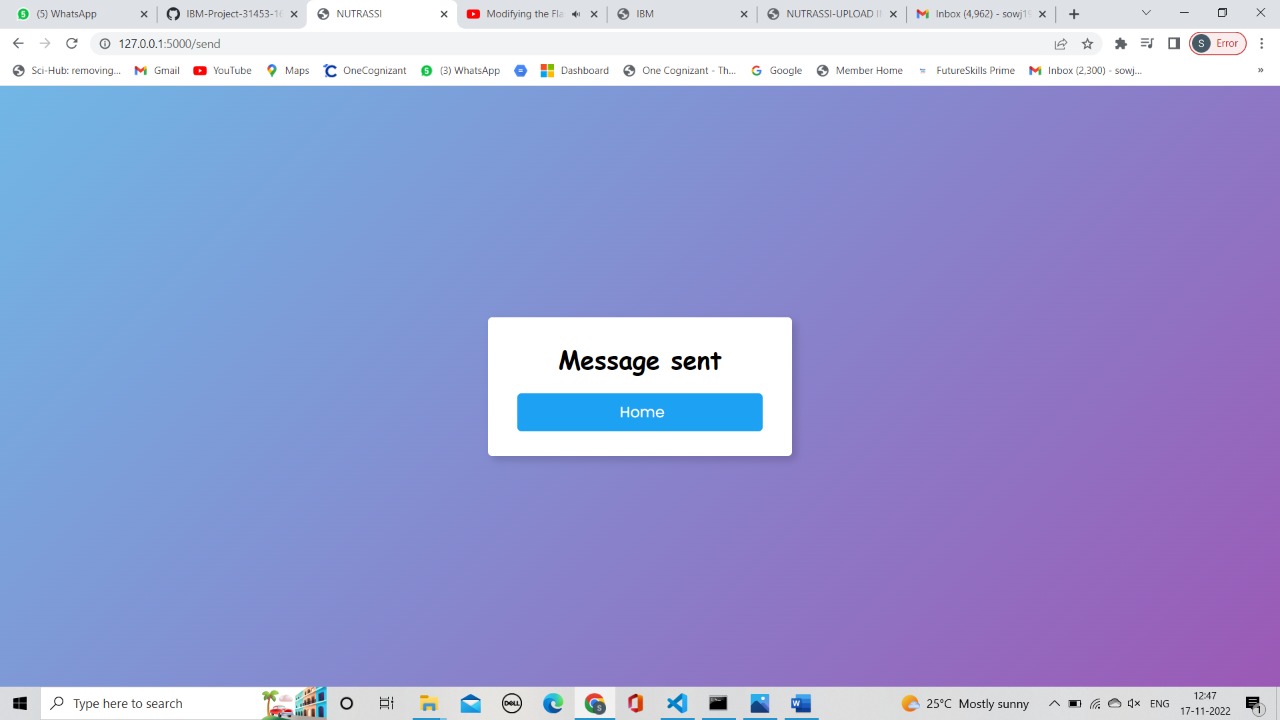 (5) WhatsApp
IBM-Project-31453-16
NUTRASSI
Modifying the Fla
IBM
NUTRASSI-UPLOAD I
Inbox (4,962) - sowj19
127.0.0.1:5000/send
S Error
Sci-Hub: removing...
Gmail
YouTube
Maps
OneCognizant
(3) WhatsApp
Dashboard
One Cognizant - Th...
Google
Member Home
FutureSkills Prime
Inbox (2,300) - sowj...
»
Message sent
Home
Type here to search
DELL
25°C Mostly sunny
ENG
12:47
17-11-2022
1